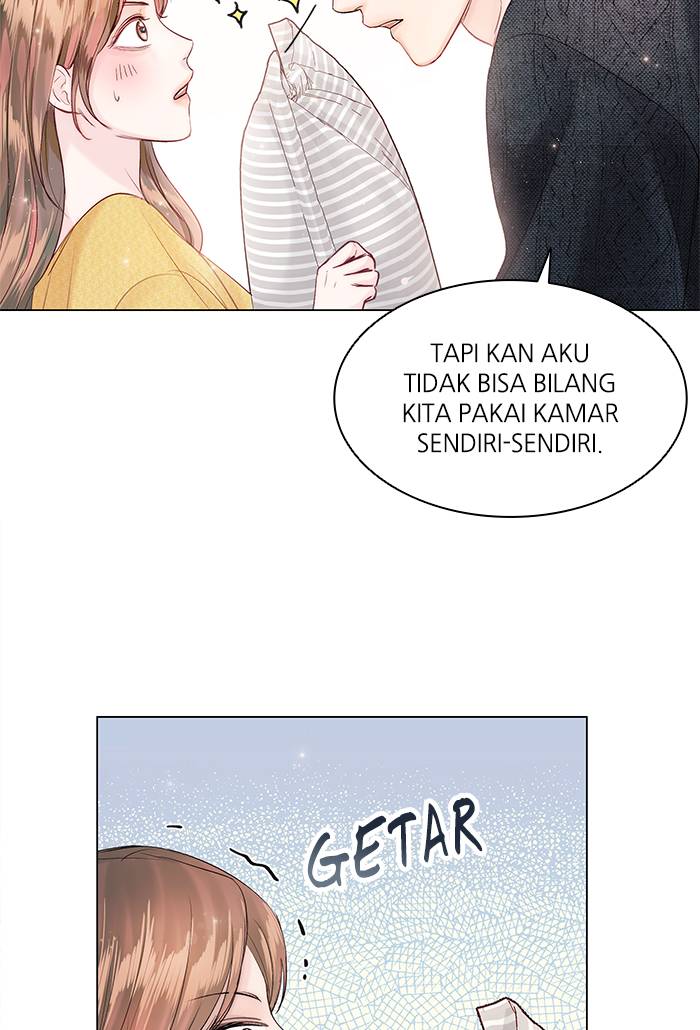 TAPI KAN AKU
TIDAK BISA BILANG
KITA PAKAI KAMAR
SENDIRI-SENDIRI.
GETAR